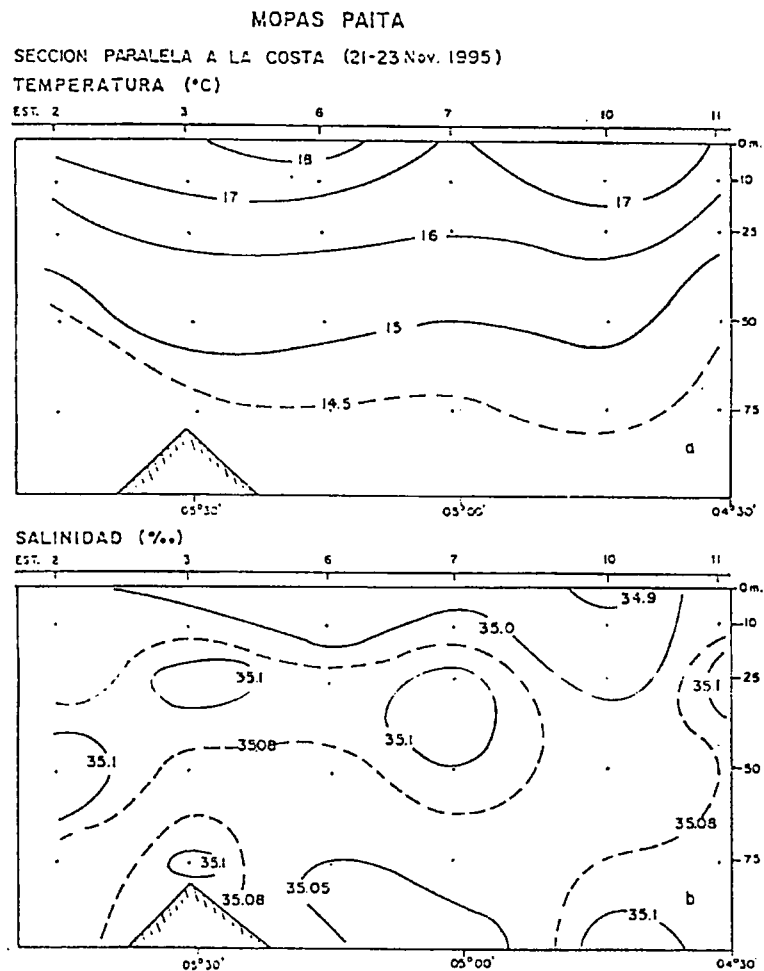 MOPAS PAITA
SECCION PARALELA A LA COSTA (21-23 Nov. 1995)
TEMPERATURA (°C)
EST. 2 3 6 7 10 11
0 m.
18
10
17 17
25
16
15
50
14.5
75
a
05°30' 05°00' 04°30'
SALINIDAD (‰)
EST. 2 3 6 7 10 11
0 m.
34.9
35.0
10
35.1
25
35.1
35.1
35.08
35.1
50
35.08
35.1
75
35.08
35.05
35.1
b
05°30' 05°00' 04°30'